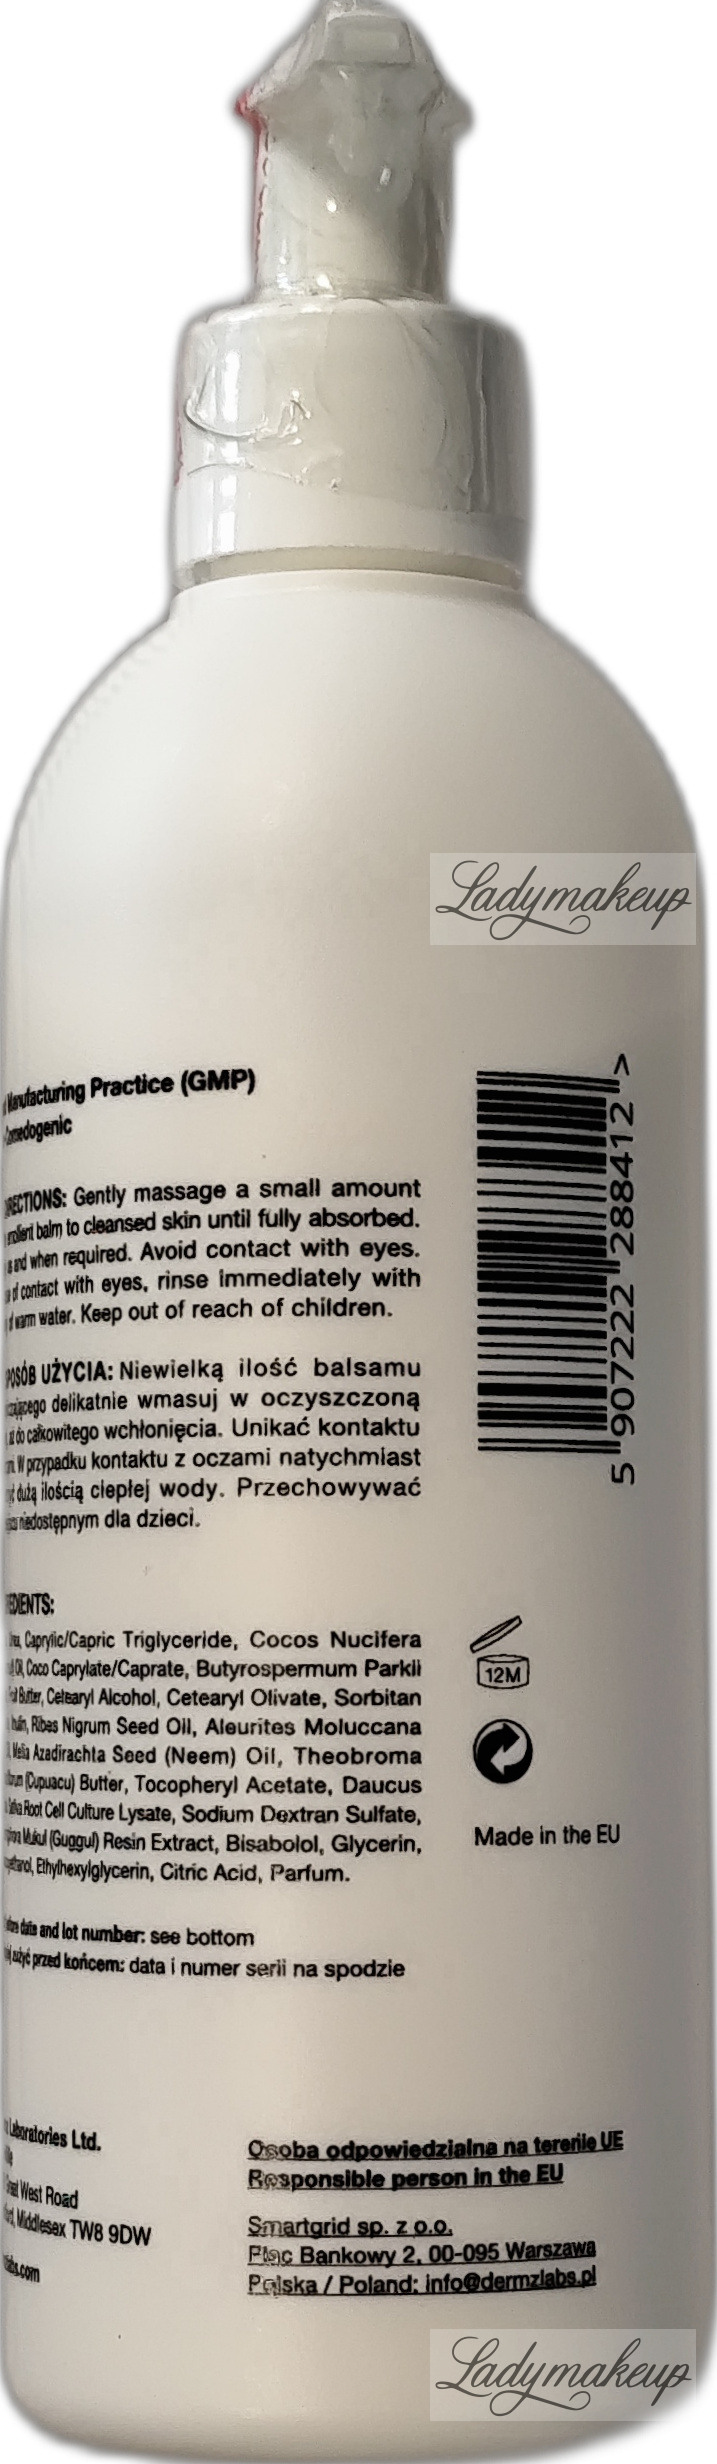 Ladymakeup
Manufacturing Practice (GMP)
Comedogenic
DIRECTIONS: Gently massage a small amount
emollient balm to cleansed skin until fully absorbed.
as and when required. Avoid contact with eyes.
of contact with eyes, rinse immediately with
of warm water. Keep out of reach of children.
SPOSÓB UŻYCIA: Niewielką ilość balsamu
delikatnie wmasuj w oczyszczoną
aż do całkowitego wchłonięcia. Unikać kontaktu
W przypadku kontaktu z oczami natychmiast
dużą ilością ciepłej wody. Przechowywać
niedostępnym dla dzieci.
INGREDIENTS:
Urea, Caprylic/Capric Triglyceride, Cocos Nucifera
Oil, Coco Caprylate/Caprate, Butyrospermum Parkii
Fruit Butter, Cetearyl Alcohol, Cetearyl Olivate, Sorbitan
Inulin, Ribes Nigrum Seed Oil, Aleurites Moluccana
Melia Azadirachta Seed (Neem) Oil, Theobroma
(Cupuacu) Butter, Tocopheryl Acetate, Daucus
Sativa Root Cell Culture Lysate, Sodium Dextran Sulfate,
Mukul (Guggul) Resin Extract, Bisabolol, Glycerin,
Ethylhexylglycerin, Citric Acid, Parfum.
date and lot number: see bottom
zużyć przed końcem: data i numer serii na spodzie
5 907222 288412 >
12M
Made in the EU
Laboratories Ltd.
Great West Road
Middlesex TW8 9DW
Osoba odpowiedzialna na terenie UE
Responsible person in the EU
Smartgrid sp. z o.o.
Plac Bankowy 2, 00-095 Warszawa
Polska / Poland: info@dermzlabs.pl
Ladymakeup